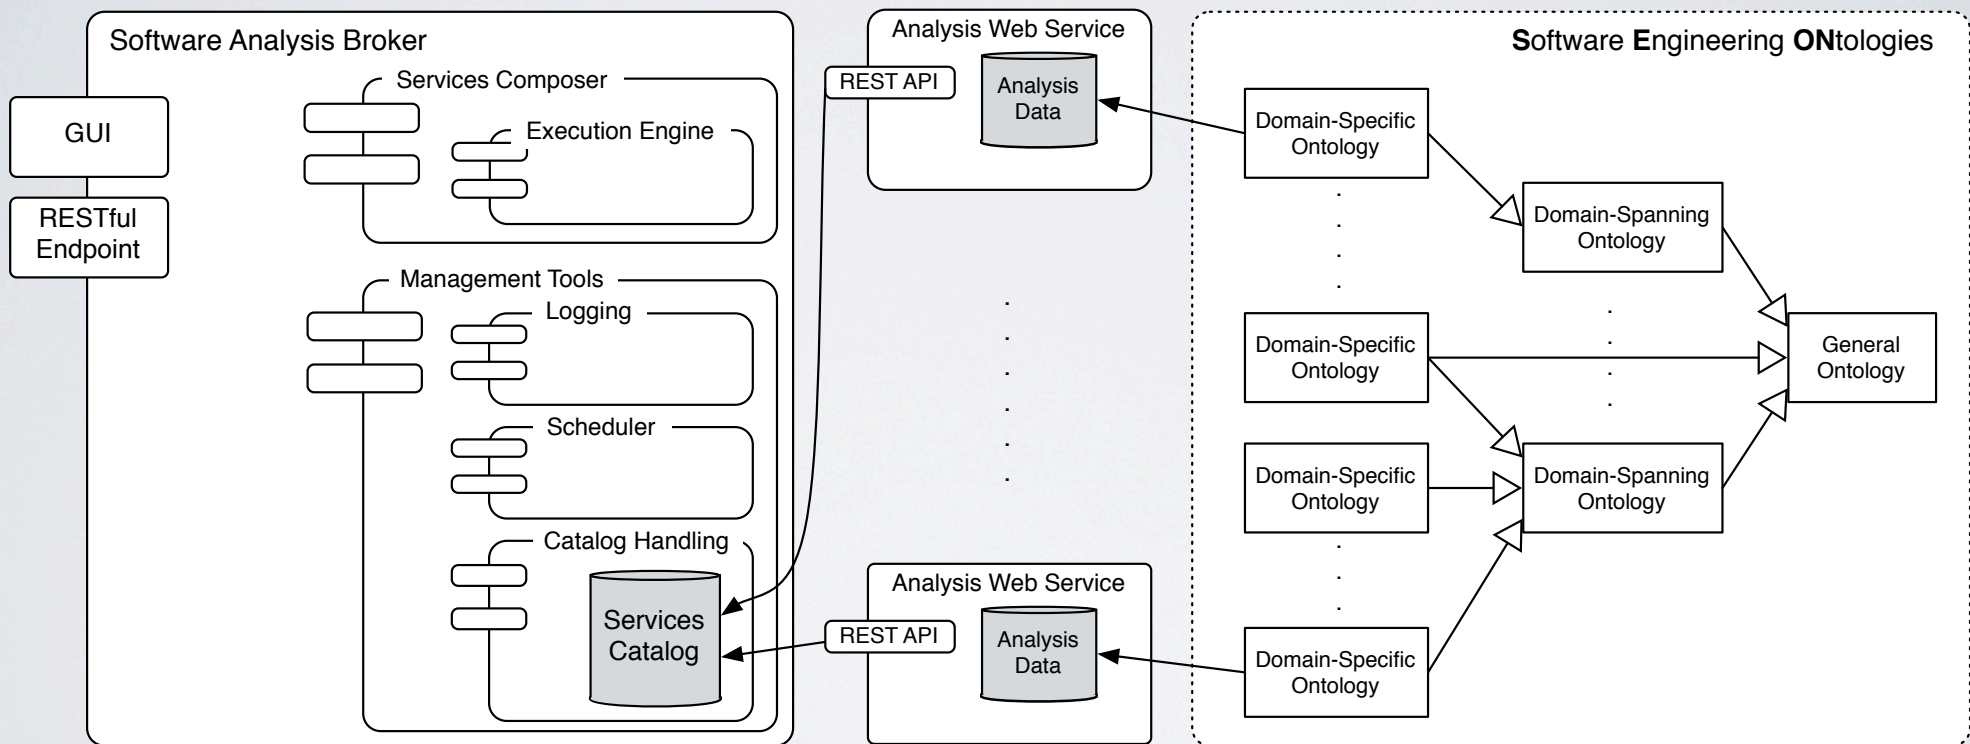 Software Analysis Broker
GUI
RESTful
Endpoint
Services Composer
Execution Engine
Management Tools
Logging
Scheduler
Catalog Handling
Services
Catalog
Analysis Web Service
REST API
Analysis
Data
Analysis Web Service
REST API
Analysis
Data
Software Engineering ONtologies
Domain-Specific
Ontology
Domain-Spanning
Ontology
Domain-Specific
Ontology
General
Ontology
Domain-Specific
Ontology
Domain-Spanning
Ontology
Domain-Specific
Ontology